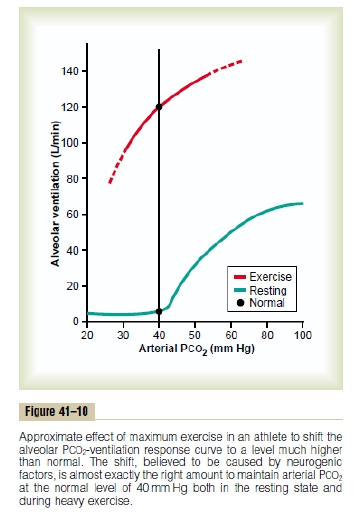 140
120
100
80
60
40
20
0
Alveolar ventilation (L/min)
Exercise
Resting
Normal
20 30 40 50 60 80 100
Arterial PCO2 (mm Hg)
Figure 41–10
Approximate effect of maximum exercise in an athlete to shift the
alveolar PCO2-ventilation response curve to a level much higher
than normal. The shift, believed to be caused by neurogenic
factors, is almost exactly the right amount to maintain arterial PCO2
at the normal level of 40 mm Hg both in the resting state and
during heavy exercise.